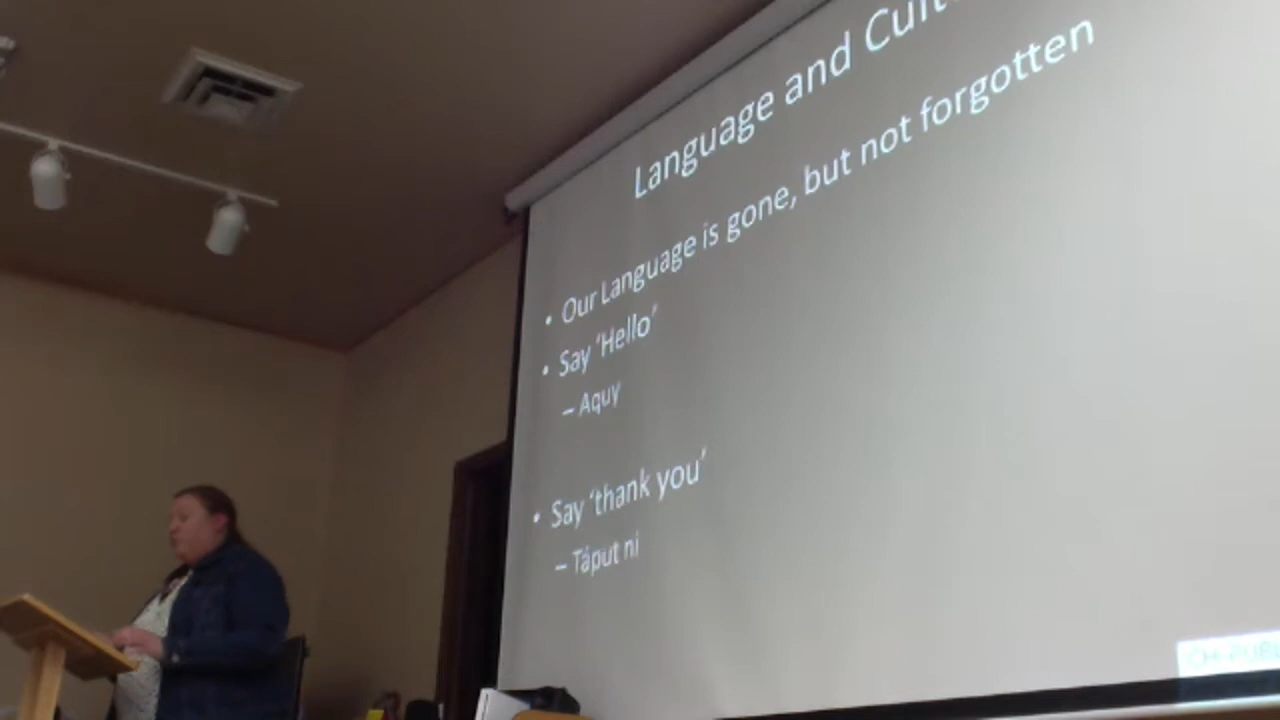 Language and Cult
• Our Language is gone, but not forgotten
• Say ‘Hello’
– Aquy
• Say ‘thank you’
– Táput ni